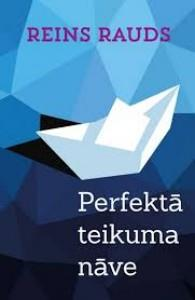 REINS RAUDS
Perfektā
teikuma
nāve